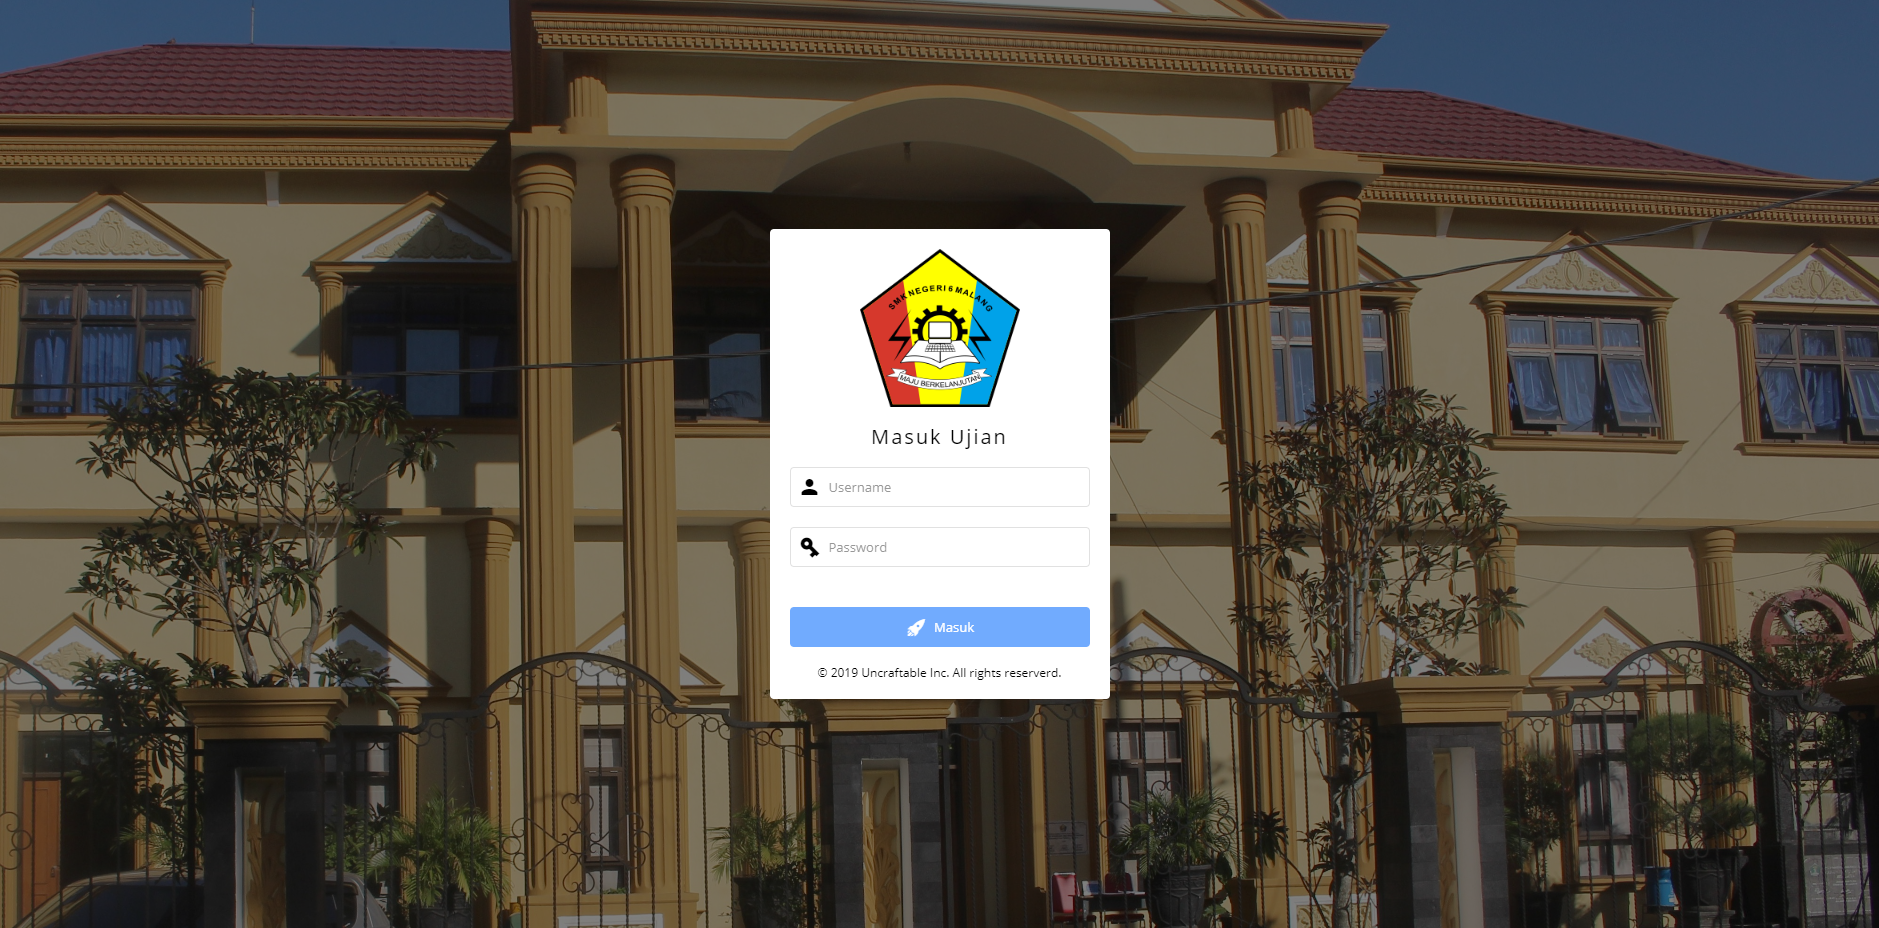 SMK NEGERI 6 MALANG
MAJU BERKELANJUTAN
Masuk Ujian
Username
Password
Masuk
© 2019 Uncraftable Inc. All rights reserverd.